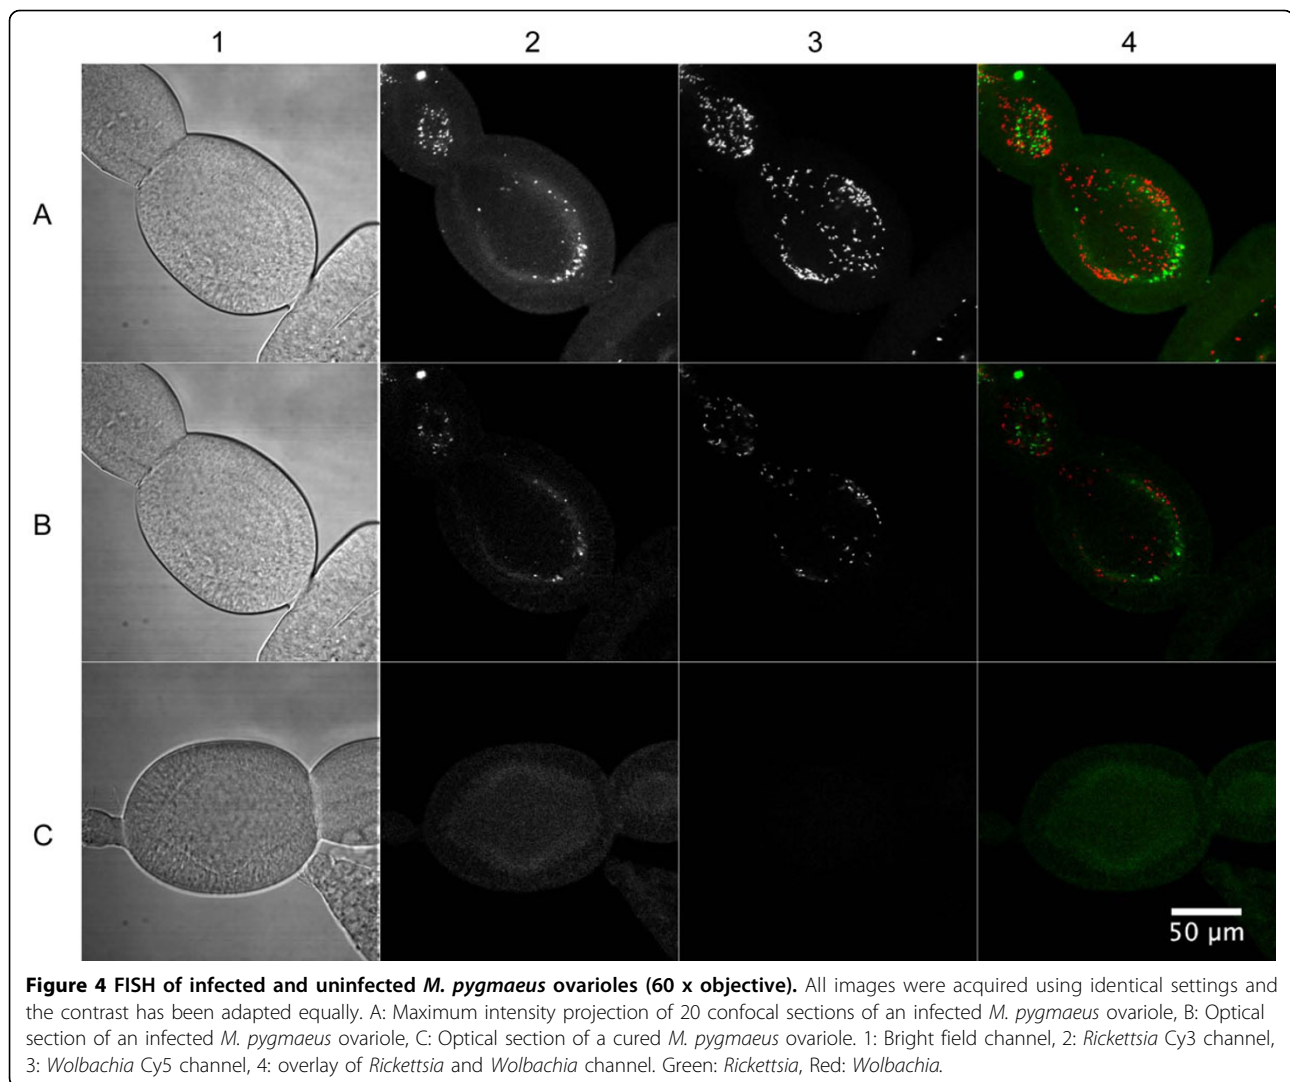 1 2 3 4
A
B
C
50 µm
Figure 4 FISH of infected and uninfected M. pygmaeus ovarioles (60 x objective). All images were acquired using identical settings and
the contrast has been adapted equally. A: Maximum intensity projection of 20 confocal sections of an infected M. pygmaeus ovariole, B: Optical
section of an infected M. pygmaeus ovariole, C: Optical section of a cured M. pygmaeus ovariole. 1: Bright field channel, 2: Rickettsia Cy3 channel,
3: Wolbachia Cy5 channel, 4: overlay of Rickettsia and Wolbachia channel. Green: Rickettsia, Red: Wolbachia.